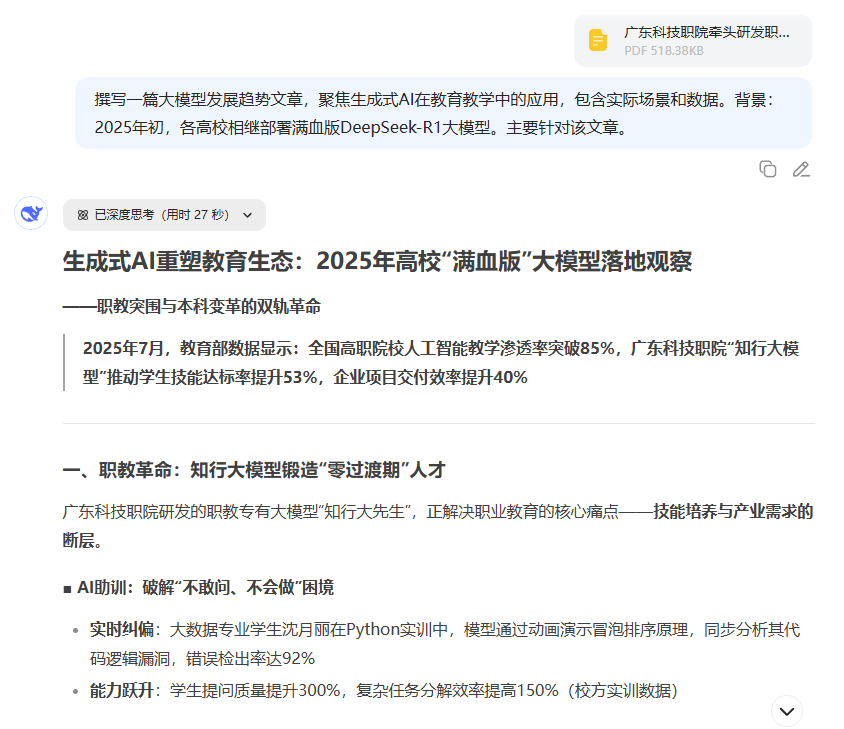 广东科技职院牵头研发职...
PDF 518.38KB
撰写一篇大模型发展趋势文章，聚焦生成式AI在教育教学中的应用，包含实际场景和数据。背景：
2025年初，各高校相继部署满血版DeepSeek-R1大模型。主要针对该文章。
已深度思考（用时 27 秒）
生成式AI重塑教育生态：2025年高校“满血版”大模型落地观察
——职教突围与本科变革的双轨革命
2025年7月，教育部数据显示：全国高职院校人工智能教学渗透率突破85%，广东科技职院“知行大模
型”推动学生技能达标率提升53%，企业项目交付效率提升40%
一、职教革命：知行大模型锻造“零过渡期”人才
广东科技职院研发的职教专有大模型“知行大先生”，正解决职业教育的核心痛点——技能培养与产业需求的
断层。
■ AI助训：破解“不敢问、不会做”困境
• 实时纠偏：大数据专业学生沈月丽在Python实训中，模型通过动画演示冒泡排序原理，同步分析其代
码逻辑漏洞，错误检出率达92%
• 能力跃升：学生提问质量提升300%，复杂任务分解效率提高150%（校方实训数据）